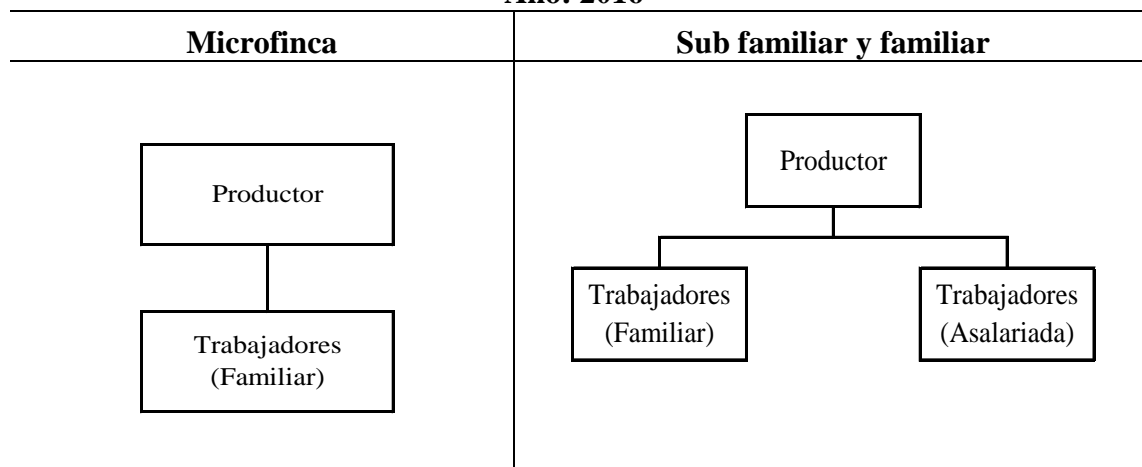 Microfinca
Sub familiar y familiar
Productor
Trabajadores
(Familiar)
Productor
Trabajadores
(Familiar)
Trabajadores
(Asalariada)